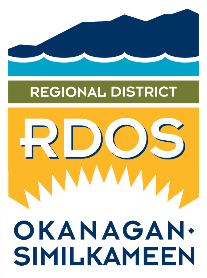 REGIONAL DISTRICT
RDOS
OKANAGAN•
SIMILKAMEEN